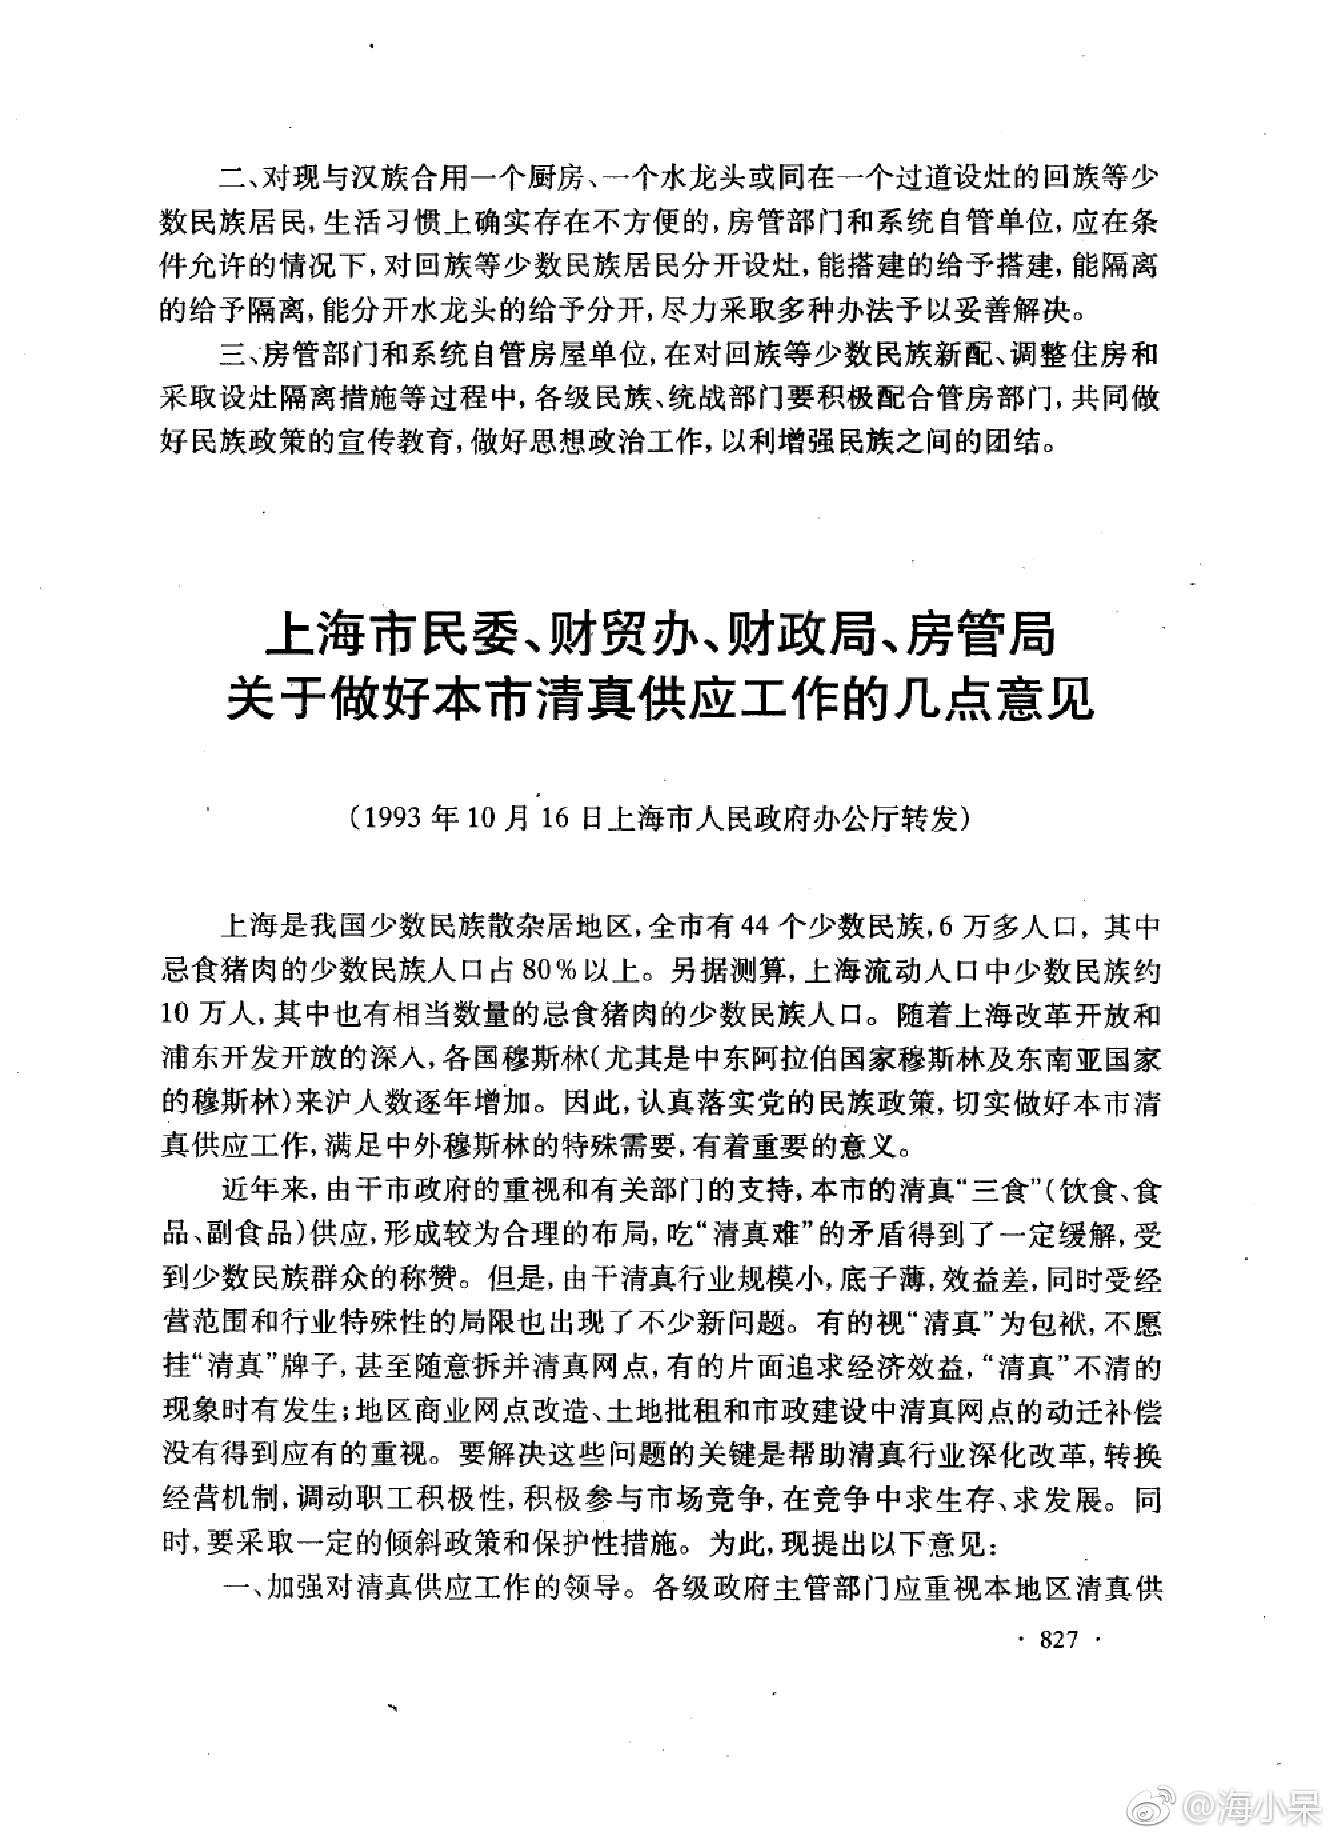 二、对现与汉族合用一个厨房、一个水龙头或同在一个过道设灶的回族等少
数民族居民，生活习惯上确实存在不方便的，房管部门和系统自管单位，应在条
件允许的情况下，对回族等少数民族居民分开设灶，能搭建的给予搭建，能隔离
的给予隔离，能分开水龙头的给予分开，尽力采取多种办法予以妥善解决。
三、房管部门和系统自管房屋单位，在对回族等少数民族新配、调整住房和
采取设灶隔离措施等过程中，各级民族、统战部门要积极配合管房部门，共同做
好民族政策的宣传教育，做好思想政治工作，以利增强民族之间的团结。
上海市民委、财贸办、财政局、房管局
关于做好本市清真供应工作的几点意见
（1993年10月16日上海市人民政府办公厅转发）
上海是我国少数民族散杂居地区，全市有44个少数民族，6万多人口，其中
忌食猪肉的少数民族人口占80%以上。另据测算，上海流动人口中少数民族约
10万人，其中也有相当数量的忌食猪肉的少数民族人口。随着上海改革开放和
浦东开发开放的深入，各国穆斯林（尤其是中东阿拉伯国家穆斯林及东南亚国家
的穆斯林）来沪人数逐年增加。因此，认真落实党的民族政策，切实做好本市清
真供应工作，满足中外穆斯林的特殊需要，有着重要的意义。
近年来，由于市政府的重视和有关部门的支持，本市的清真“三食”（饮食、食
品、副食品）供应，形成较为合理的布局，吃“清真难”的矛盾得到了一定缓解，受
到少数民族群众的称赞。但是，由于清真行业规模小，底子薄，效益差，同时受经
营范围和行业特殊性的局限也出现了不少新问题。有的视“清真”为包袱，不愿
挂“清真”牌子，甚至随意拆并清真网点，有的片面追求经济效益，“清真”不清的
现象时有发生；地区商业网点改造、土地批租和市政建设中清真网点的动迁补偿
没有得到应有的重视。要解决这些问题的关键是帮助清真行业深化改革，转换
经营机制，调动职工积极性，积极参与市场竞争，在竞争中求生存、求发展。同
时，要采取一定的倾斜政策和保护性措施。为此，现提出以下意见：
一、加强对清真供应工作的领导。各级政府主管部门应重视本地区清真供
· 827 ·
@海小呆